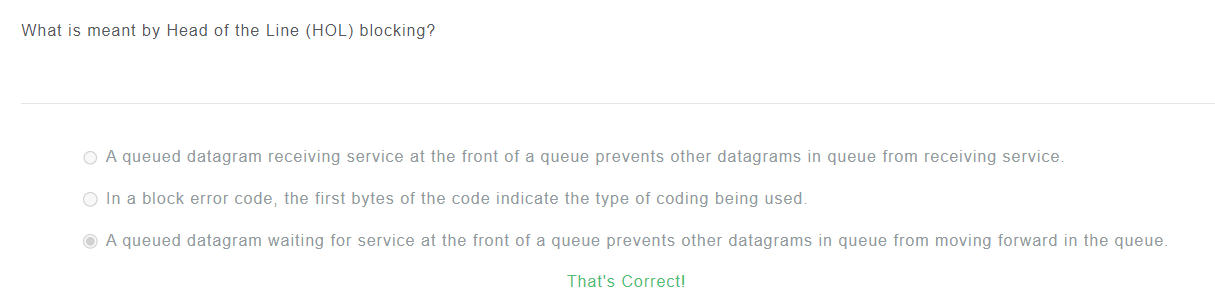 What is meant by Head of the Line (HOL) blocking?
A queued datagram receiving service at the front of a queue prevents other datagrams in queue from receiving service.
In a block error code, the first bytes of the code indicate the type of coding being used.
A queued datagram waiting for service at the front of a queue prevents other datagrams in queue from moving forward in the queue.
That's Correct!